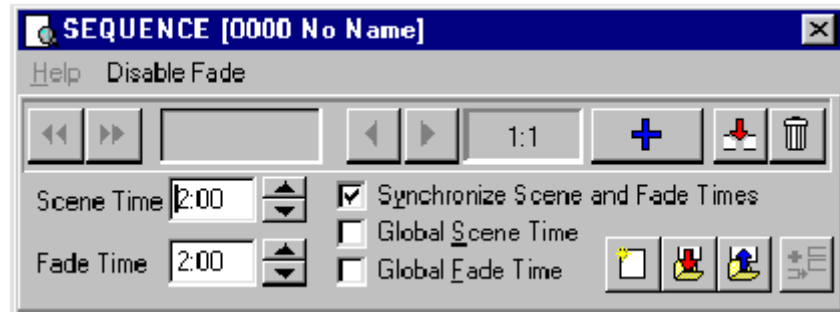 SEQUENCE [0000 No Name]
Help Disable Fade
1:1
Scene Time 2:00
Synchronize Scene and Fade Times
Global Scene Time
Fade Time 2:00
Global Fade Time